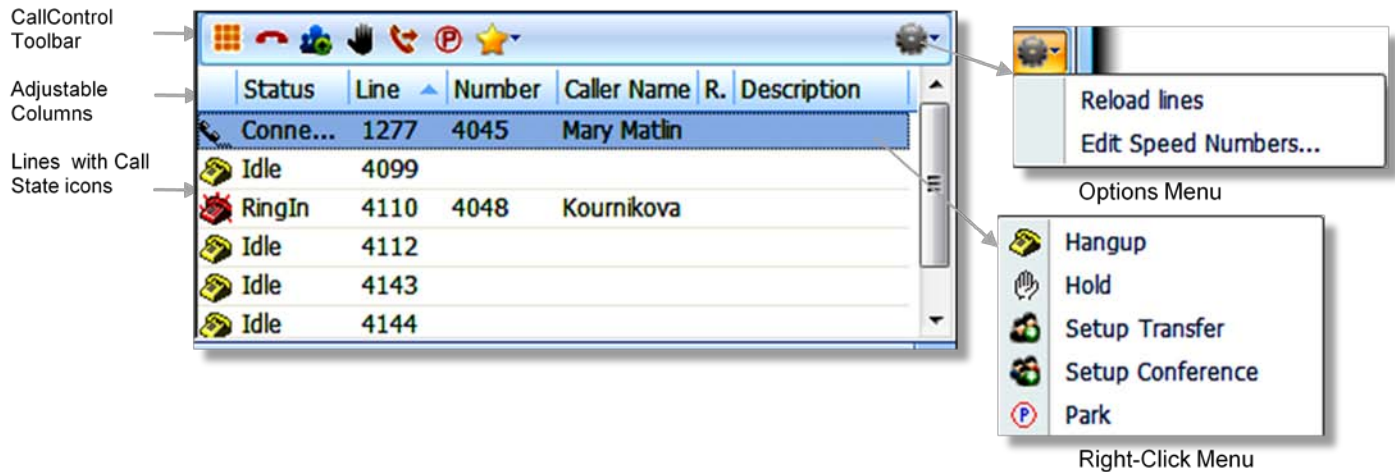 CallControl
Toolbar
Adjustable
Columns
Lines with Call
State icons
Status Line Number Caller Name R. Description
Conne... 1277 4045 Mary Matlin
Idle 4099
RingIn 4110 4048 Kournikova
Idle 4112
Idle 4143
Idle 4144
Reload lines
Edit Speed Numbers...
Options Menu
Hangup
Hold
Setup Transfer
Setup Conference
P Park
Right-Click Menu